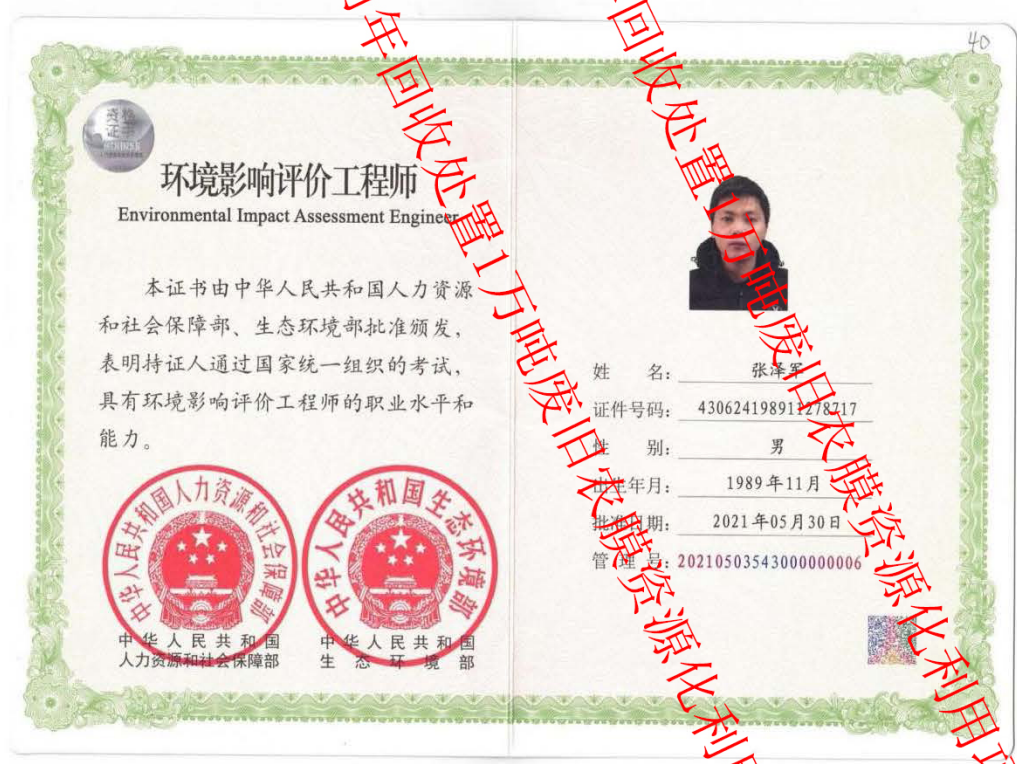 40
资格
证书
环境影响评价工程师
Environmental Impact Assessment Engineer
本证书由中华人民共和国人力资源
和社会保障部、生态环境部批准颁发，
表明持证人通过国家统一组织的考试，
具有环境影响评价工程师的职业水平和
能力。
中华人民共和国人力资源和社会保障部
中华人民共和国生态环境部
中华人民共和国
人力资源和社会保障部
中华人民共和国
生态环境部
姓名：张泽军
证件号码：430624198911278717
性别：男
出生年月：1989年11月
批准日期：2021年05月30日
管理号：20210503543000000006
年回收处置1万吨废旧农膜资源化利
回收处置1万吨废旧农膜资源化利用项